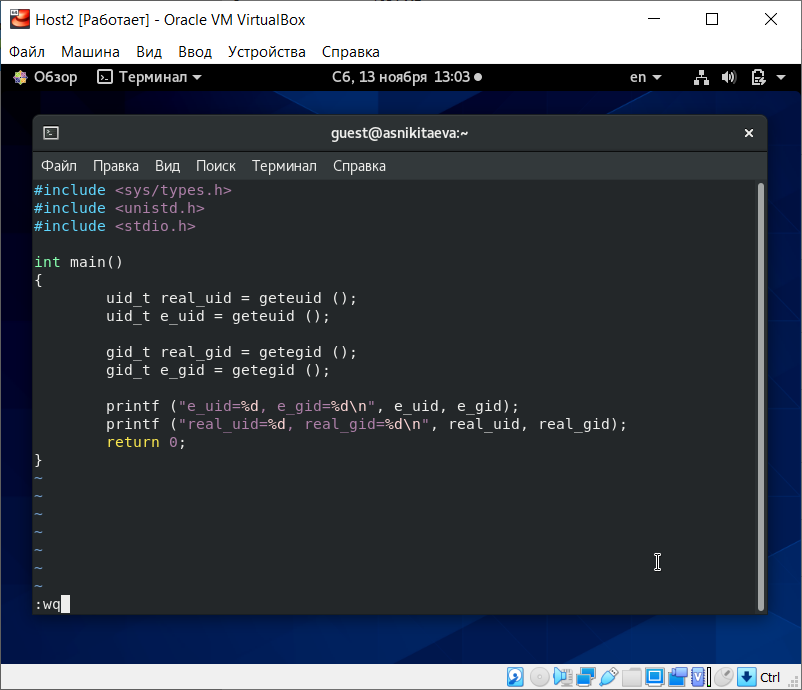 Host2 [Работает] - Oracle VM VirtualBox
Файл Машина Вид Ввод Устройства Справка
Обзор Терминал Сб, 13 ноября 13:03 en
guest@asnikitaeva:~
Файл Правка Вид Поиск Терминал Справка
#include <sys/types.h>
#include <unistd.h>
#include <stdio.h>
int main()
{
uid_t real_uid = geteuid ();
uid_t e_uid = geteuid ();
gid_t real_gid = getegid ();
gid_t e_gid = getegid ();
printf ("e_uid=%d, e_gid=%d\n", e_uid, e_gid);
printf ("real_uid=%d, real_gid=%d\n", real_uid, real_gid);
return 0;
}
~
~
~
~
~
~
~
:wq
Ctrl